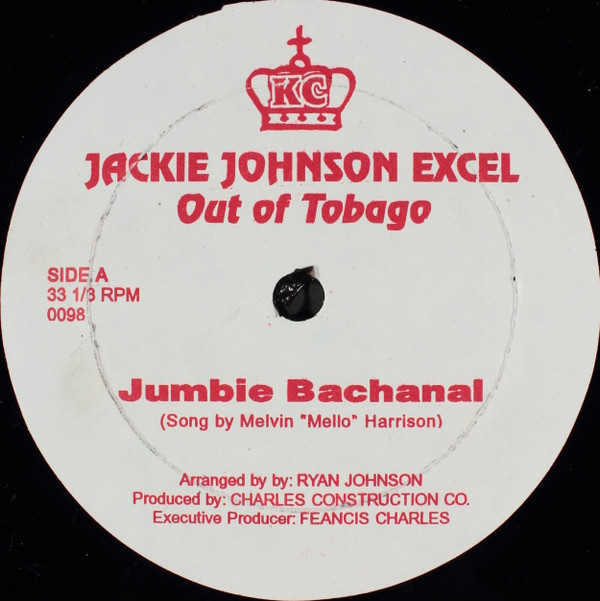 KC
JACKIE JOHNSON EXCEL
Out of Tobago
SIDE A
33 1/3 RPM
0098
Jumbie Bachanal
(Song by Melvin "Mello" Harrison)
Arranged by by: RYAN JOHNSON
Produced by: CHARLES CONSTRUCTION CO.
Executive Producer: FEANCIS CHARLES